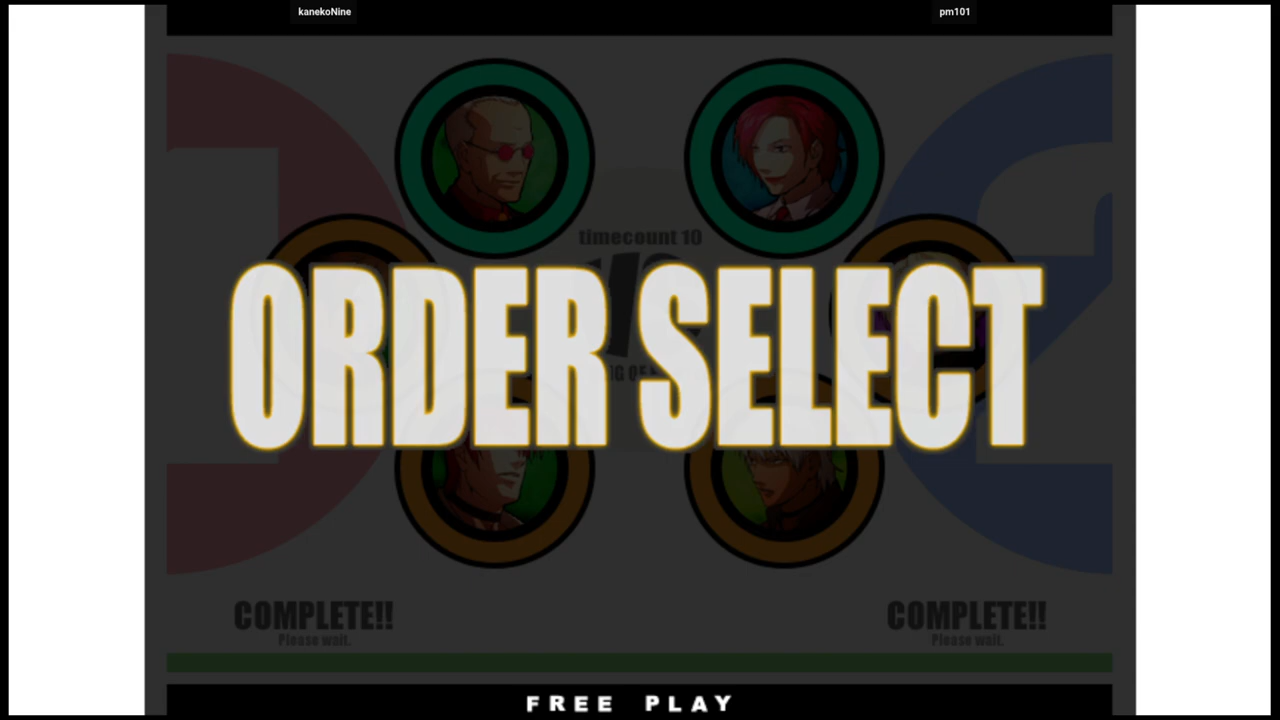 kanekoNine
pm101
timecount 10
ORDER SELECT
COMPLETE!!
Please wait.
COMPLETE!!
Please wait.
FREE PLAY